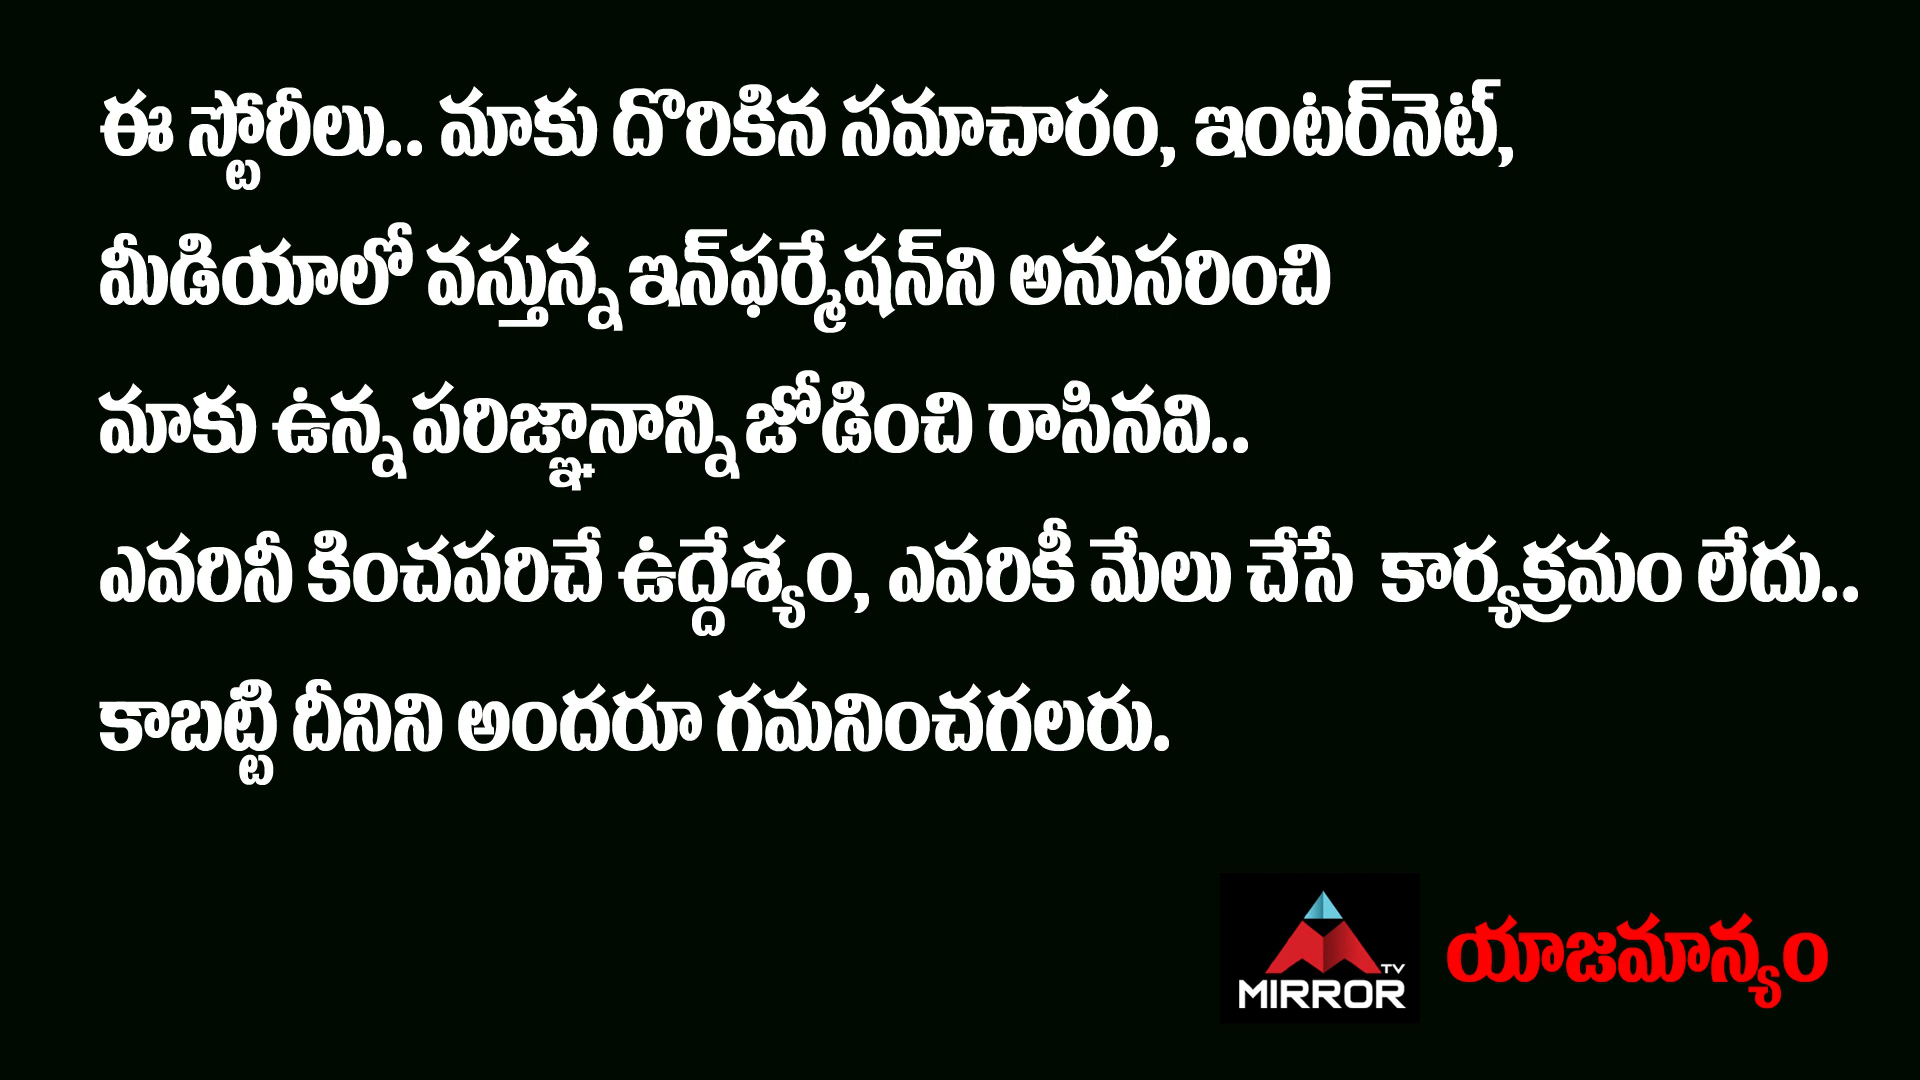 ఈ స్టోరీలు.. మాకు దొరికిన సమాచారం, ఇంటర్‌నెట్,
మీడియాలో వస్తున్న ఇన్‌ఫర్మేషన్‌ని అనుసరించి
మాకు ఉన్న పరిజ్ఞానాన్ని జోడించి రాసినవి..
ఎవరినీ కించపరిచే ఉద్దేశ్యం, ఎవరికీ మేలు చేసే కార్యక్రమం లేదు..
కాబట్టి దీనిని అందరూ గమనించగలరు.
TV
MIRROR
యాజమాన్యం